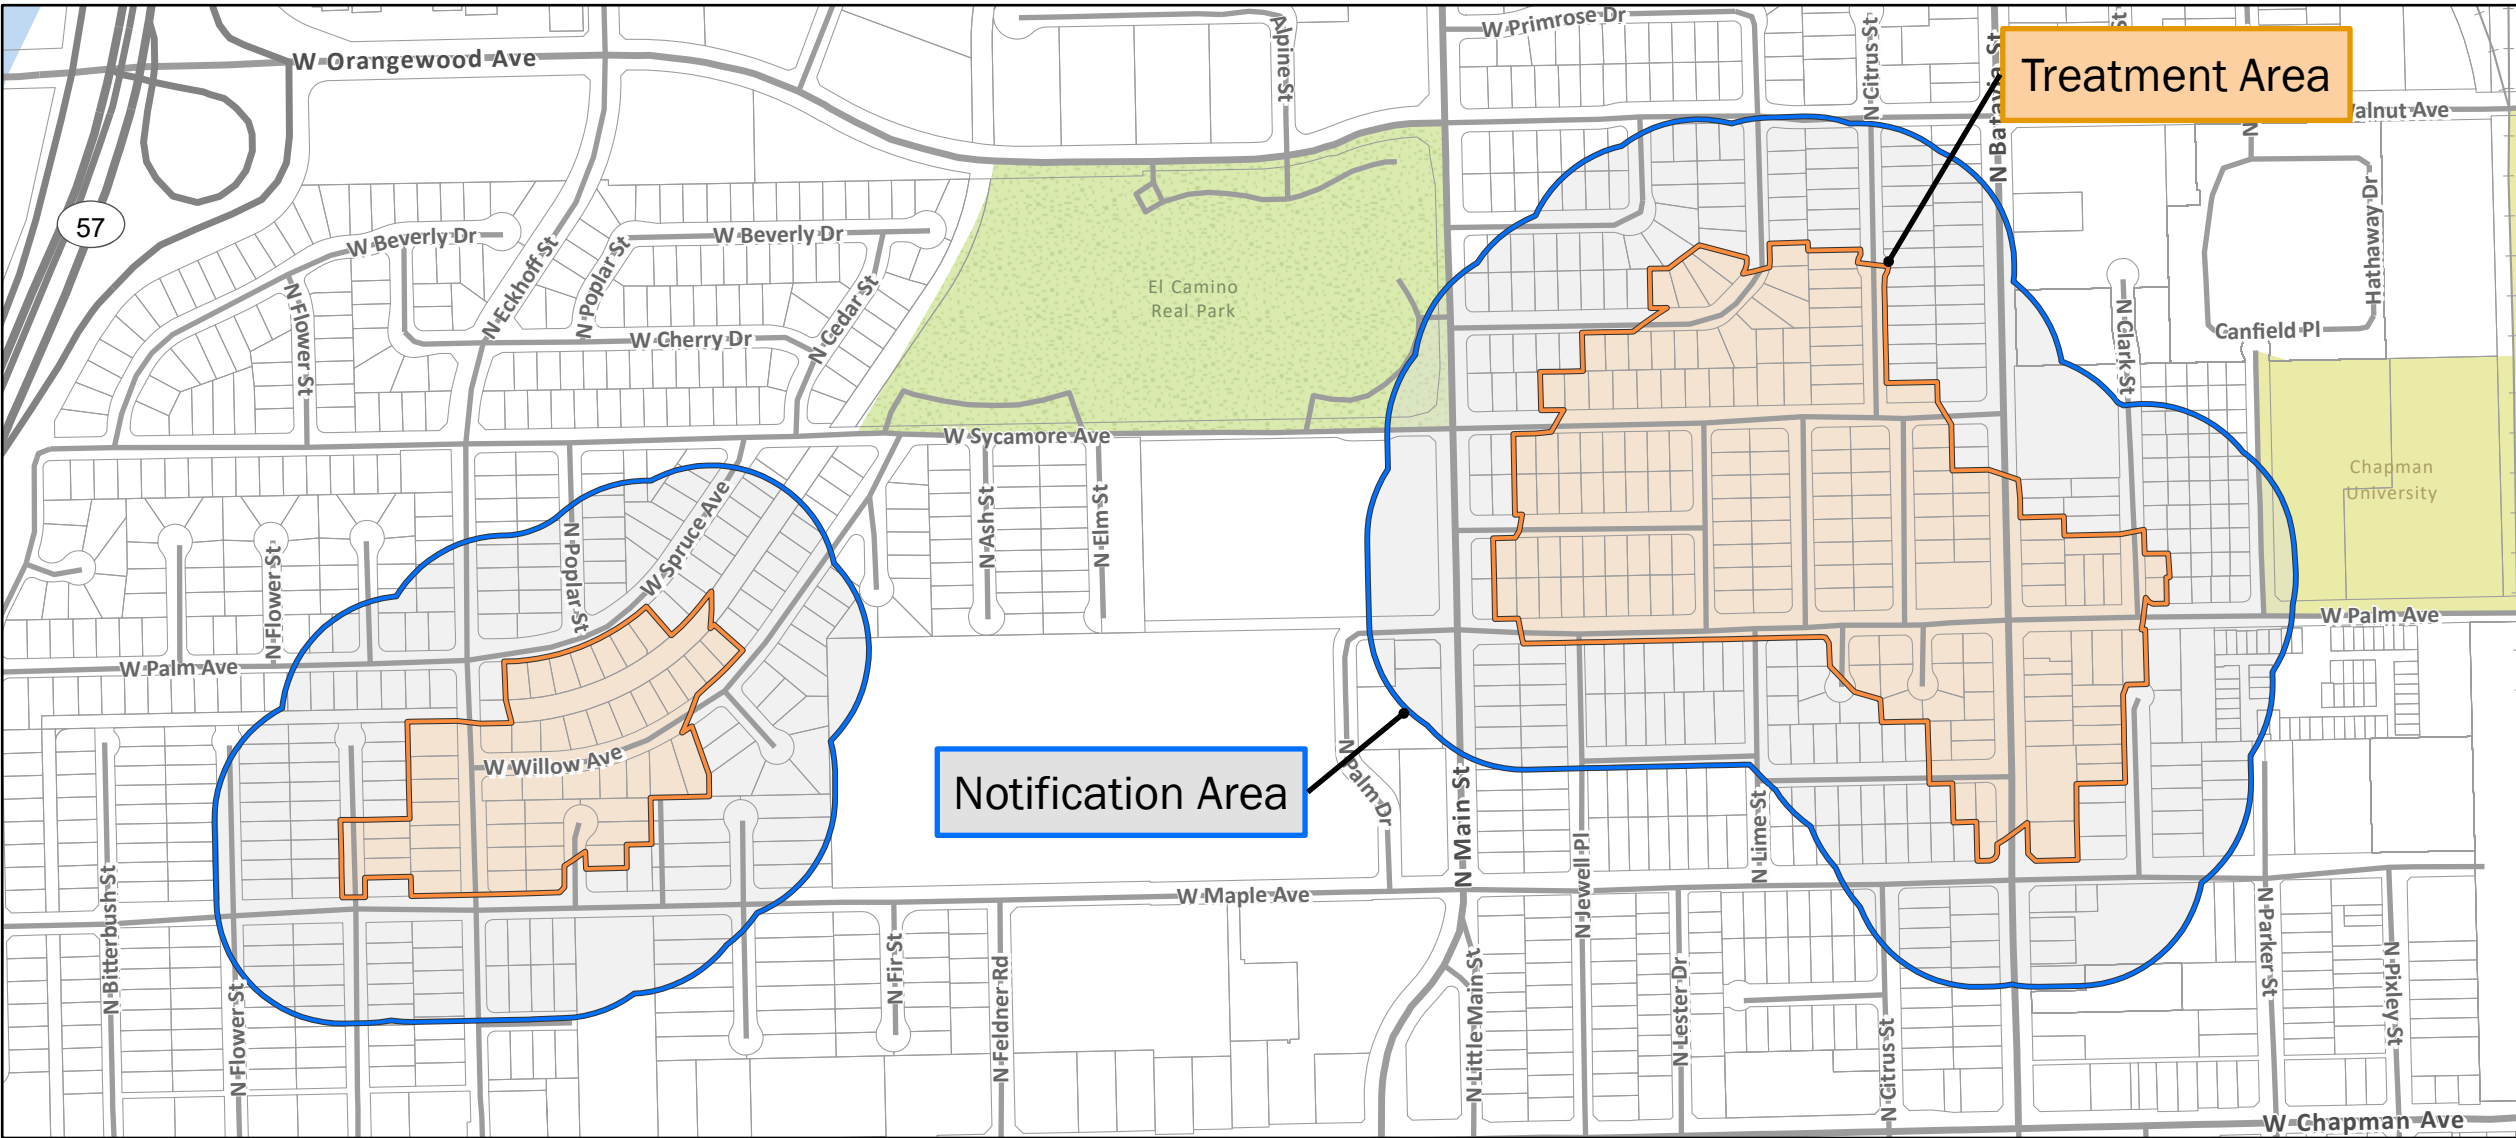 W Primrose Dr
N Citrus St
N Batavia St
Alpine St
W Orangewood Ave
Treatment Area
Walnut Ave
N
57
W Beverly Dr
W Beverly Dr
N Eckhoff St
N Poplar St
N Flower St
N Cedar St
W Cherry Dr
El Camino
Real Park
N Clark St
Hathaway Dr
Canfield Pl
W Sycamore Ave
Chapman
University
N Ash St
N Elm St
W Spruce Ave
N Poplar St
N Flower St
W Palm Ave
W Palm Ave
W Willow Ave
Notification Area
N Palm Dr
N Main St
N Jewell Pl
N Lime St
N Bitterbush St
N Flower St
W Maple Ave
N Fir St
N Feldner Rd
N Little Main St
N Lester Dr
N Citrus St
N Parker St
N Pixley St
W Chapman Ave